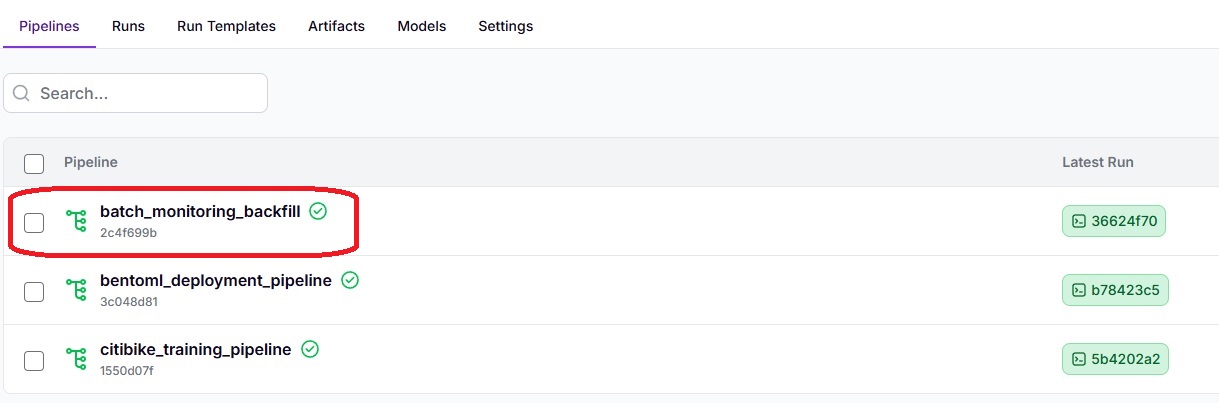 Pipelines Runs Run Templates Artifacts Models Settings
Search...
Pipeline Latest Run
batch_monitoring_backfill
2c4f699b
36624f70
bentoml_deployment_pipeline
3c048d81
b78423c5
citibike_training_pipeline
1550d07f
5b4202a2